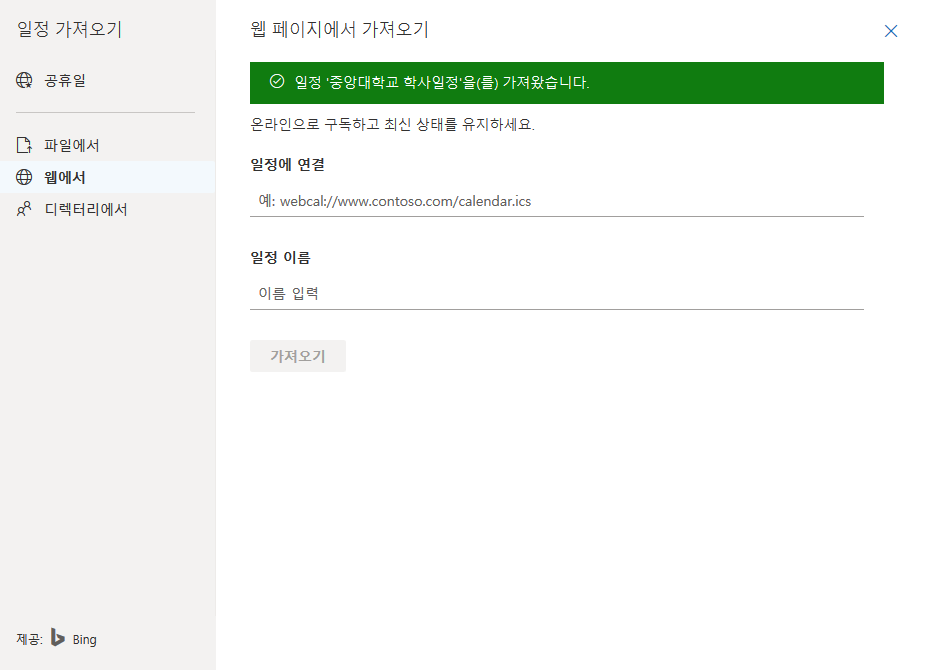 일정 가져오기
공휴일
파일에서
웹에서
디렉터리에서
제공: Bing
웹 페이지에서 가져오기
일정 '중앙대학교 학사일정'을(를) 가져왔습니다.
온라인으로 구독하고 최신 상태를 유지하세요.
일정에 연결
예: webcal://www.contoso.com/calendar.ics
일정 이름
이름 입력
가져오기